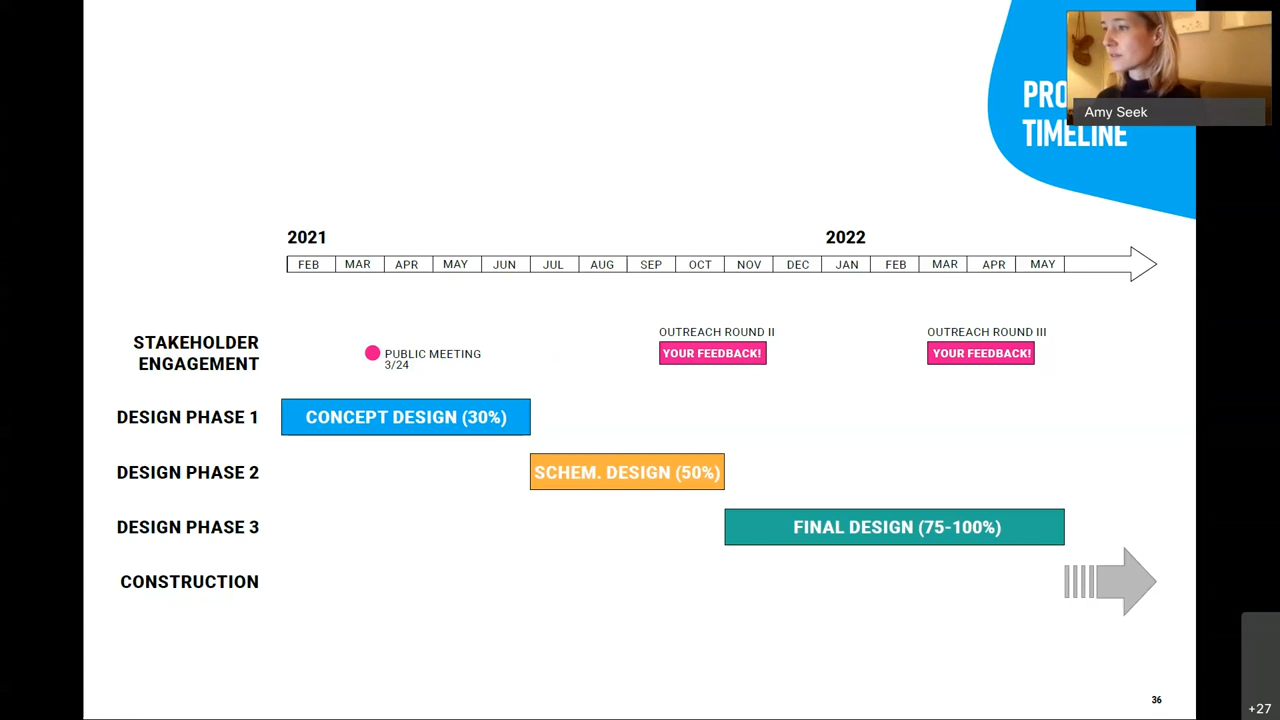 PRO
TIMELINE
Amy Seek
2021
2022
FEB MAR APR MAY JUN JUL AUG SEP OCT NOV DEC JAN FEB MAR APR MAY
STAKEHOLDER
ENGAGEMENT
PUBLIC MEETING
3/24
OUTREACH ROUND II
YOUR FEEDBACK!
OUTREACH ROUND III
YOUR FEEDBACK!
DESIGN PHASE 1
CONCEPT DESIGN (30%)
DESIGN PHASE 2
SCHEM. DESIGN (50%)
DESIGN PHASE 3
FINAL DESIGN (75-100%)
CONSTRUCTION
36
+27